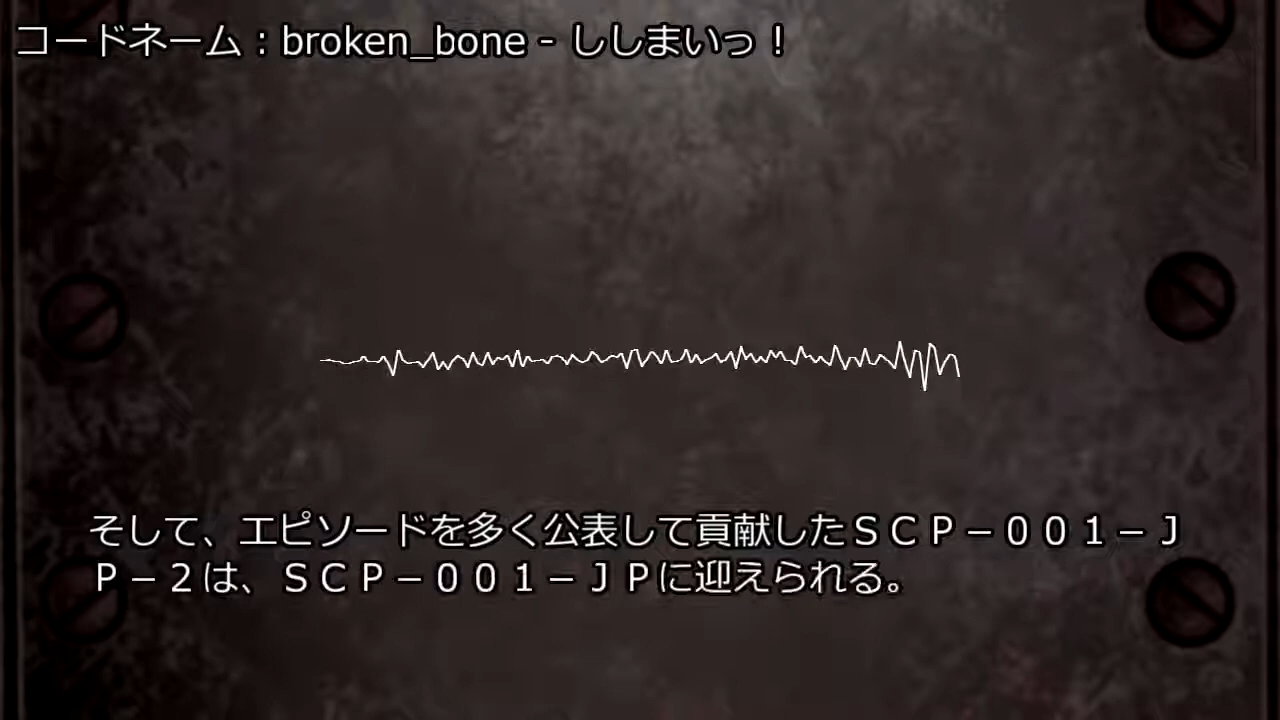 コードネーム：broken_bone - ししまいっ！
そして、エピソードを多く公表して貢献したＳＣＰ－００１－Ｊ
Ｐ－２は、ＳＣＰ－００１－ＪＰに迎えられる。